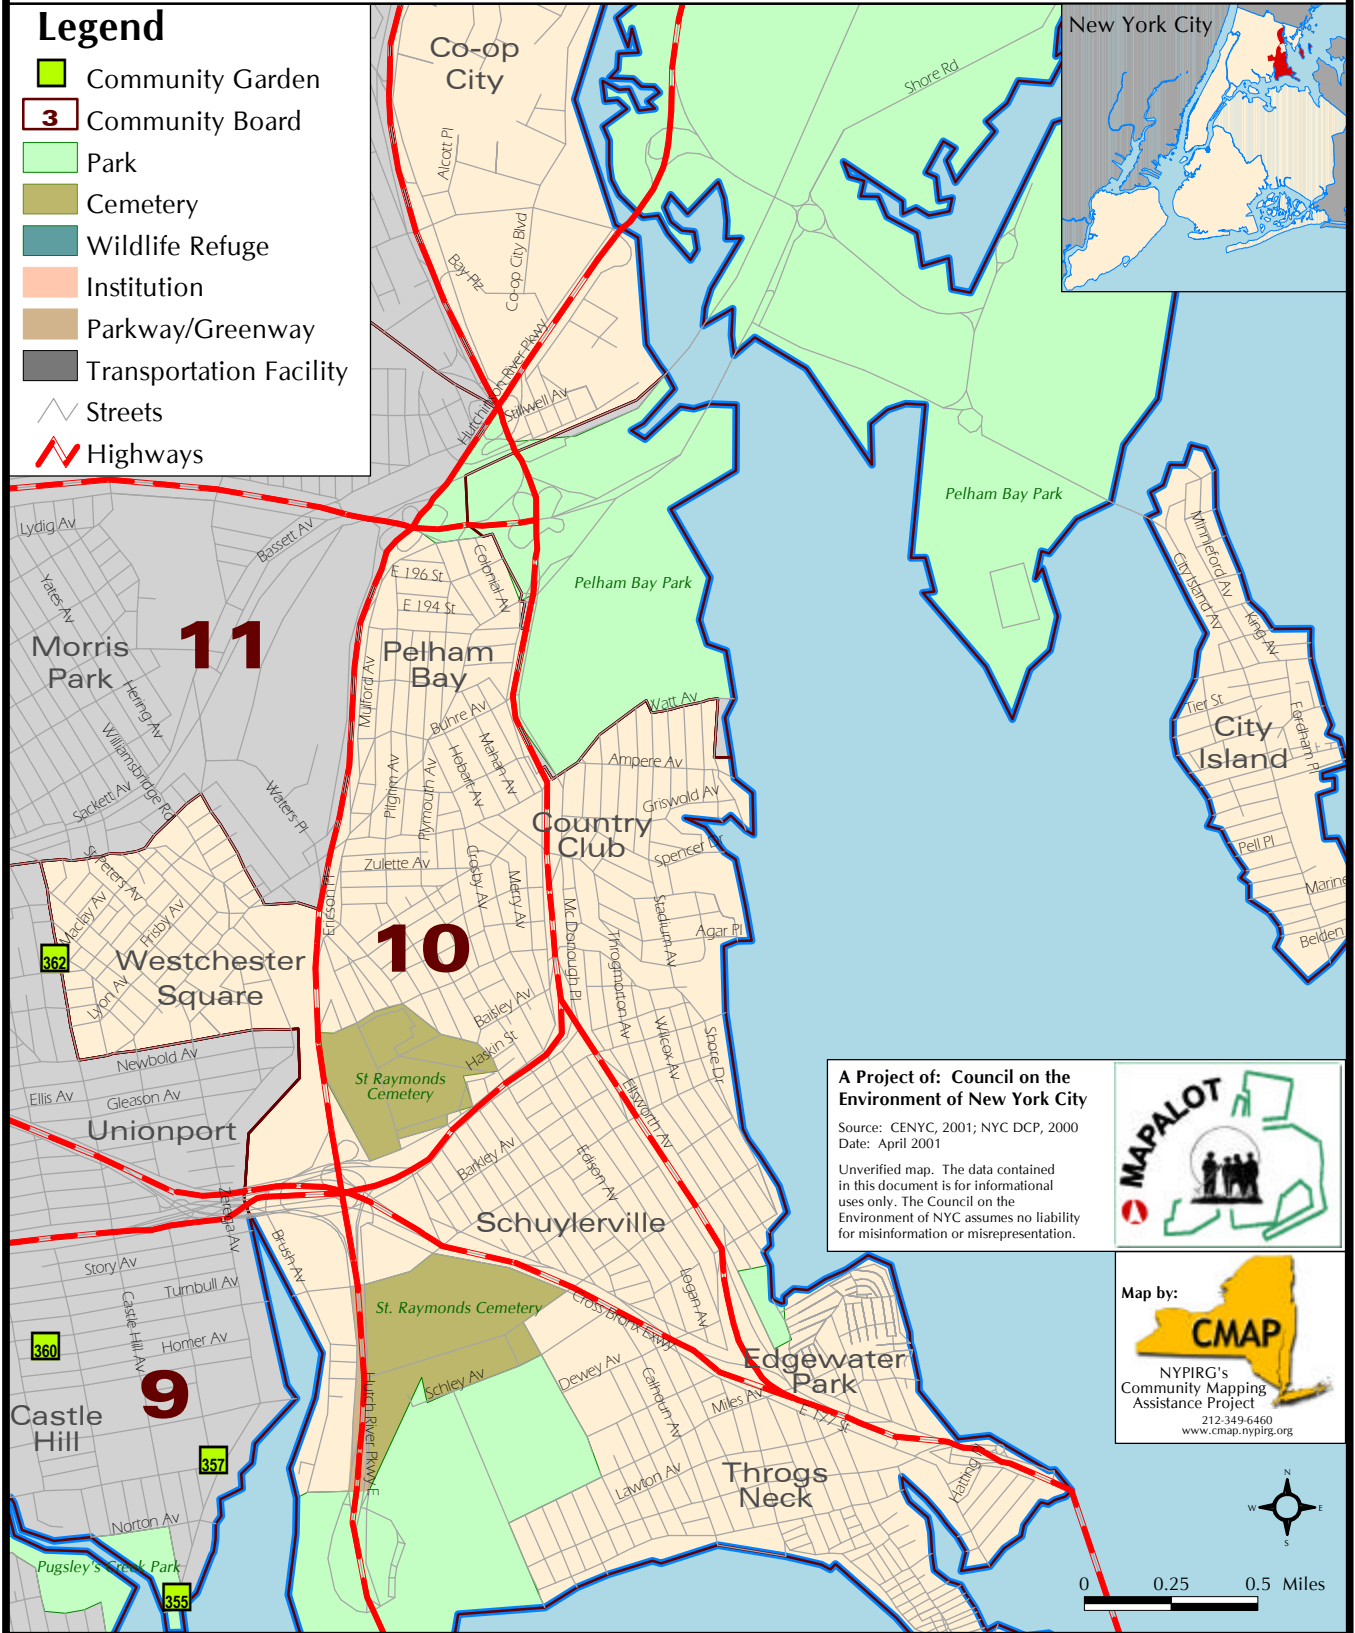 Legend
Community Garden
3 Community Board
Park
Cemetery
Wildlife Refuge
Institution
Parkway/Greenway
Transportation Facility
Streets
Highways
New York City
Co-op
City
Shore Rd
Alcott Pl
Bay Plz
Co-op City Blvd
Hutchinson River Pkwy
Stillwell Av
Lydig Av
Bassett Av
Yates Av
E 196 St
E 194 St
Colonial Av
Pelham Bay Park
Pelham Bay Park
Minnieford Av
City Island Av
King Av
Morris
Park
11
Pelham
Bay
Hering Av
Mulford Av
Watt Av
Tier St
Fordham Pl
City
Island
Buhre Av
Williamsbridge Rd
Pilgrim Av
Plymouth Av
Hobart Av
Mahan Av
Ampere Av
Sackett Av
Waters Pl
Griswold Av
Country
Club
Spencer Dr
Pell Pl
St Peters Av
Zulette Av
Crosby Av
Merry Av
Ericson Pl
Marine
Maclay Av
Frisby Av
Mc Donough Pl
Stadium Av
Agar Pl
Throgmorton Av
Belden
362
Westchester
Square
10
Lyon Av
Baisley Av
Haskin St
Wilcox Av
Shore Dr
Newbold Av
St Raymonds
Cemetery
Ellis Av
Gleason Av
Unionport
Ellsworth Av
Barkley Av
Edison Av
Zerega Av
Schuylerville
Brush Av
Story Av
Turnbull Av
Castle Hill Av
Homer Av
St. Raymonds Cemetery
Cross Bronx Expwy
Logan Av
360
9
Castle
Hill
357
Schley Av
Dewey Av
Calhoun Av
Miles Av
Edgewater
Park
E 177 St
Hutch River Pkwy E
Lawton Av
Throgs
Neck
Norton Av
Pugsley's Creek Park
355
A Project of: Council on the
Environment of New York City
Source: CENYC, 2001; NYC DCP, 2000
Date: April 2001
Unverified map. The data contained
in this document is for informational
uses only. The Council on the
Environment of NYC assumes no liability
for misinformation or misrepresentation.
MAPALOT
Map by:
CMAP
NYPIRG's
Community Mapping
Assistance Project
212-349-6460
www.cmap.nypirg.org
N
W E
S
0 0.25 0.5 Miles